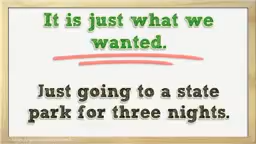 It is just what we
wanted.
Just going to a state
park for three nights.